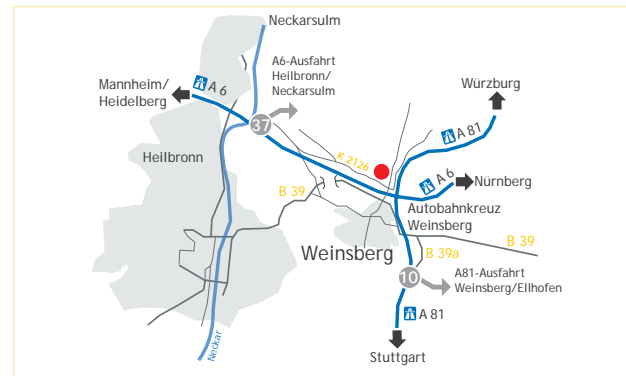 Neckarsulm
A6-Ausfahrt
Heilbronn/
Neckarsulm
Mannheim/
Heidelberg
A 6
Würzburg
37
A 81
Heilbronn
K 2126
A 6
Nürnberg
B 39
Autobahnkreuz
Weinsberg
Weinsberg
B 39
B 39a
10
A81-Ausfahrt
Weinsberg/Ellhofen
A 81
Neckar
Stuttgart